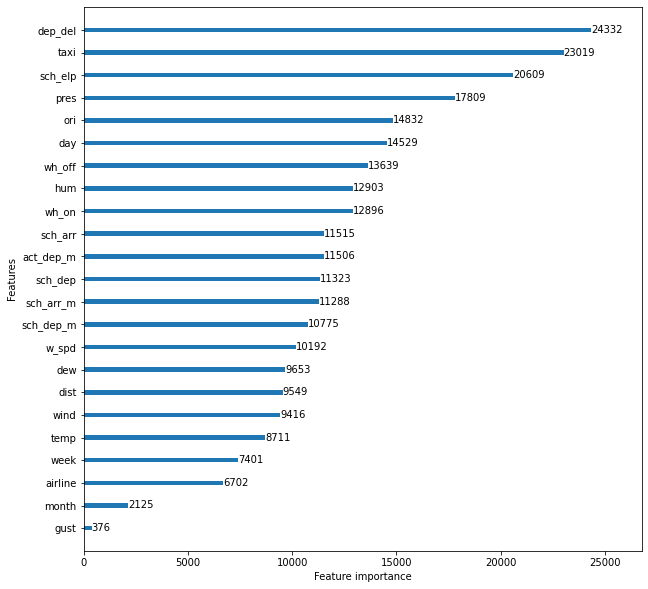 dep_del 24332
taxi 23019
sch_elp 20609
pres 17809
ori 14832
day 14529
wh_off 13639
hum 12903
wh_on 12896
sch_arr 11515
act_dep_m 11506
sch_dep 11323
sch_arr_m 11288
sch_dep_m 10775
w_spd 10192
dew 9653
dist 9549
wind 9416
temp 8711
week 7401
airline 6702
month 2125
gust 376
Features
0 5000 10000 15000 20000 25000
Feature importance